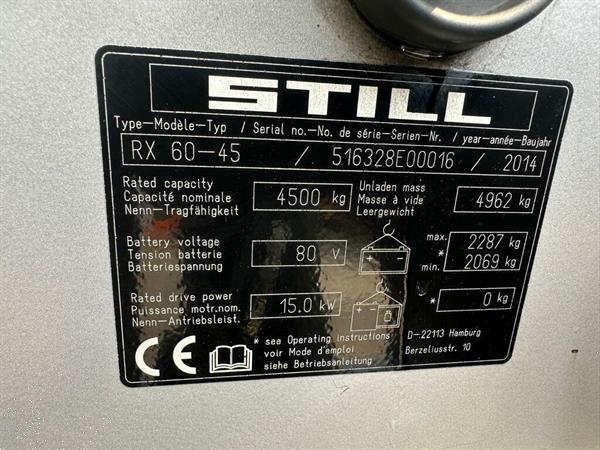 STILL
Type-Modèle-Typ / Serial no.-No. de série-Serien-Nr. / year-année-Baujahr
RX 60-45 / 516328E00016 / 2014
Rated capacity
Capacité nominale
Nenn-Tragfähigkeit
4500 kg
Unladen mass
Masse à vide
Leergewicht
4962 kg
Battery voltage
Tension batterie
Batteriespannung
80 V
max. 2287 kg
*
min. 2069 kg
Rated drive power
Puissance motr.nom.
Nenn-Antriebsleist.
15.0 kW
* 0 kg
* see Operating instructions
voir Mode d'emploi
siehe Betriebsanleitung
D-22113 Hamburg
Berzeliusstr. 10
CE